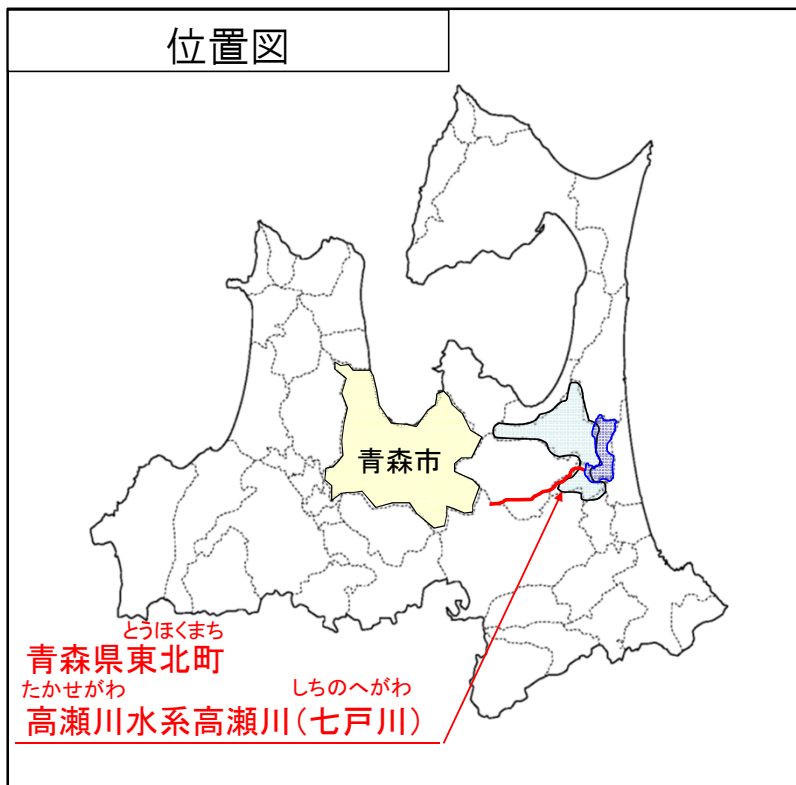 位置図
青森市
とうほくまち
青森県東北町
たかせがわ しちのへがわ
高瀬川水系高瀬川(七戸川)